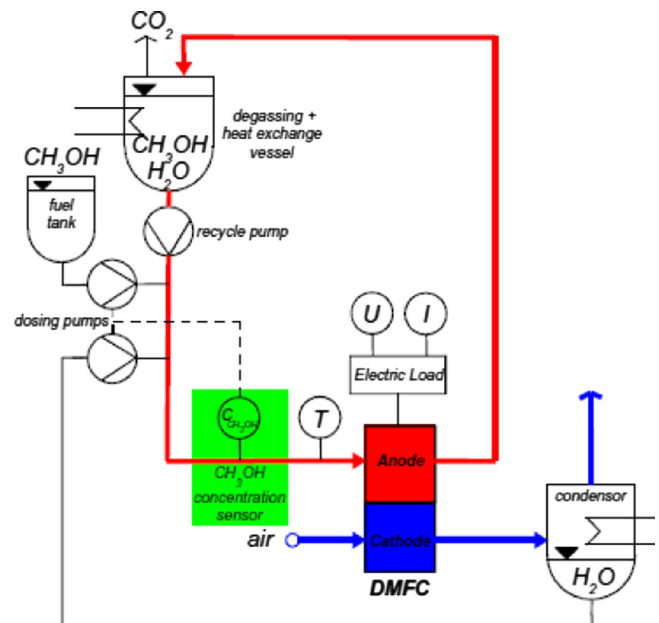 CO₂
degassing +
heat exchange
vessel
CH₃OH
H₂O
CH₃OH
fuel
tank
recycle pump
dosing pumps
U
I
Electric Load
C_CH₃OH
T
Anode
CH₃OH
concentration
sensor
condensor
air
Cathode
H₂O
DMFC